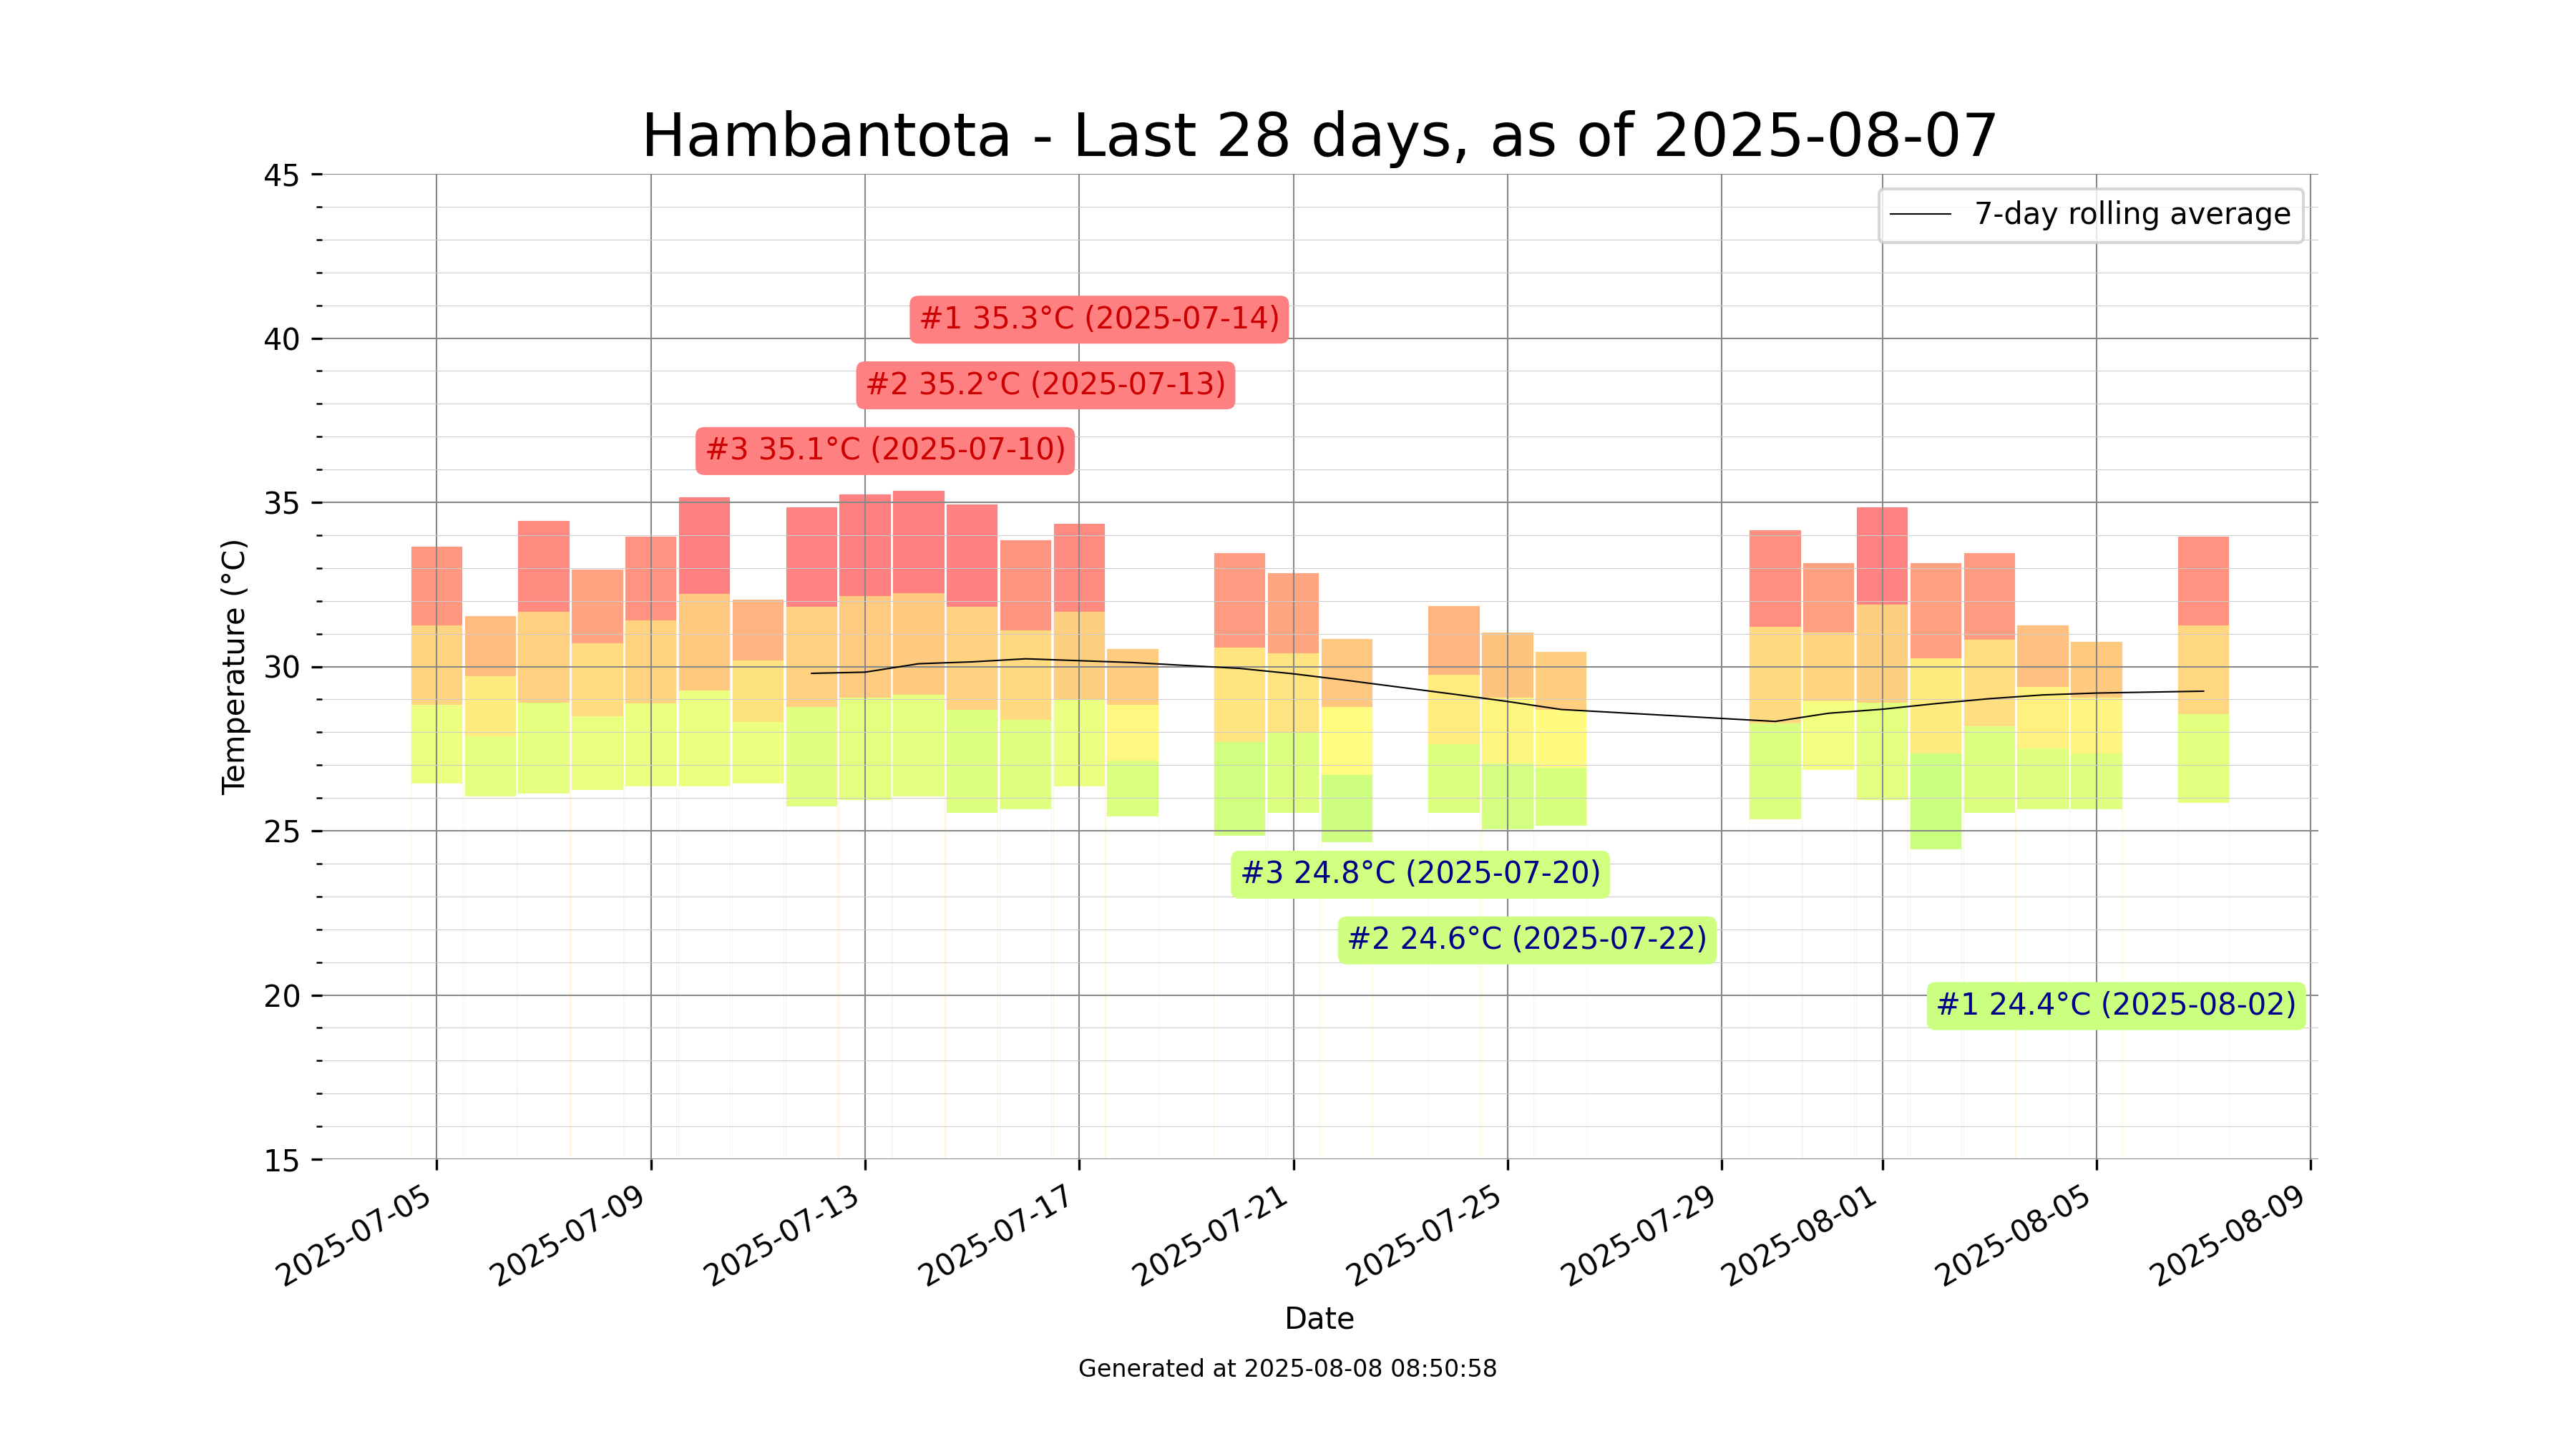 Hambantota - Last 28 days, as of 2025-08-07
45
7-day rolling average
#1 35.3°C (2025-07-14)
40
#2 35.2°C (2025-07-13)
#3 35.1°C (2025-07-10)
35
Temperature (°C)
30
25
#3 24.8°C (2025-07-20)
#2 24.6°C (2025-07-22)
20
#1 24.4°C (2025-08-02)
15
2025-07-05
2025-07-09
2025-07-13
2025-07-17
2025-07-21
2025-07-25
2025-07-29
2025-08-01
2025-08-05
2025-08-09
Date
Generated at 2025-08-08 08:50:58